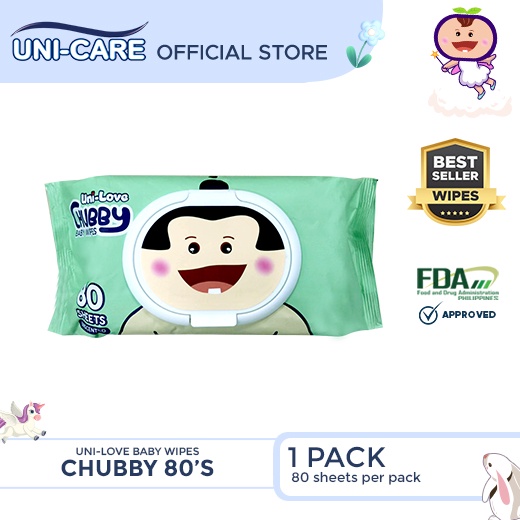 UNI-CARE OFFICIAL STORE
BEST
SELLER
WIPES
Uni-Love
CHUBBY
BABY WIPES
80
SHEETS
FDA
Food and Drug Administration
PHILIPPINES
APPROVED
UNI-LOVE BABY WIPES
CHUBBY 80'S
1 PACK
80 sheets per pack